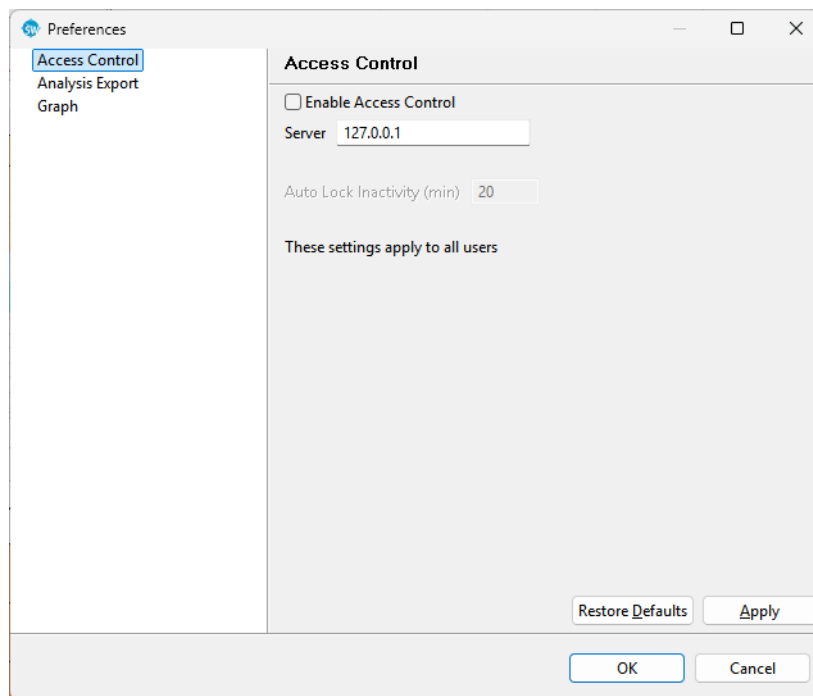 SW Preferences
Access Control
Analysis Export
Graph
Access Control
Enable Access Control
Server 127.0.0.1
Auto Lock Inactivity (min) 20
These settings apply to all users
Restore Defaults Apply
OK Cancel